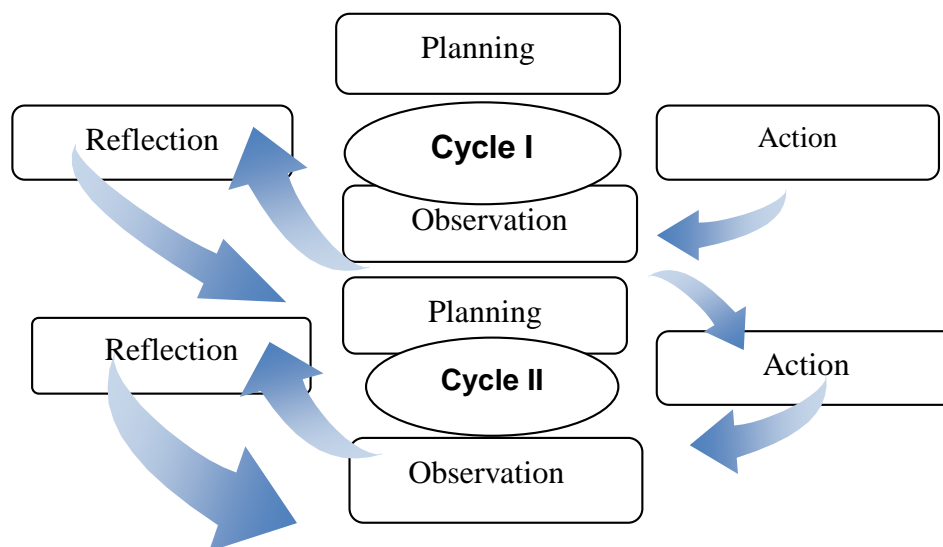 Planning
Reflection
Cycle I
Action
Observation
Planning
Reflection
Cycle II
Action
Observation